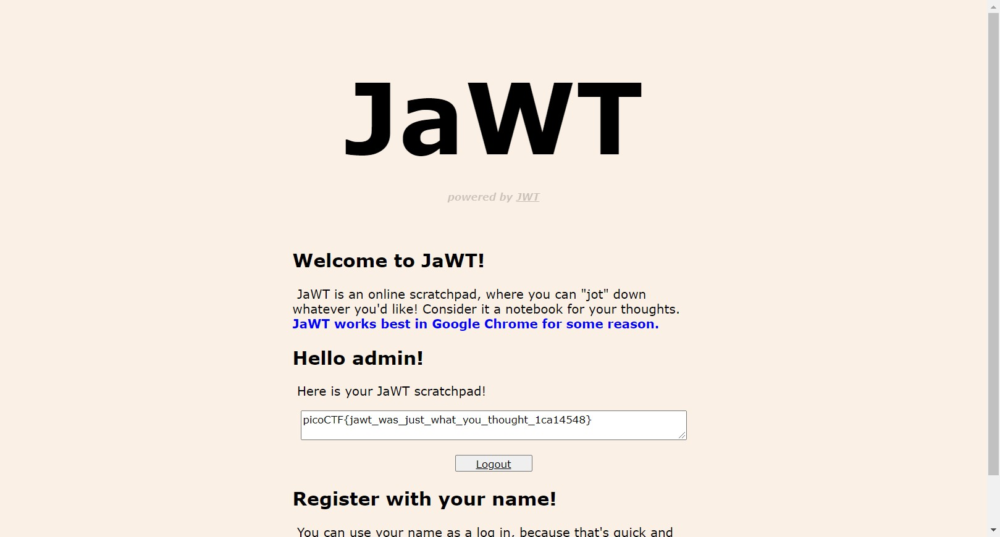 JaWT
powered by JWT
Welcome to JaWT!
JaWT is an online scratchpad, where you can "jot" down
whatever you'd like! Consider it a notebook for your thoughts.
JaWT works best in Google Chrome for some reason.
Hello admin!
Here is your JaWT scratchpad!
picoCTF{jawt_was_just_what_you_thought_1ca14548}
Logout
Register with your name!
You can use your name as a log in, because that's quick and